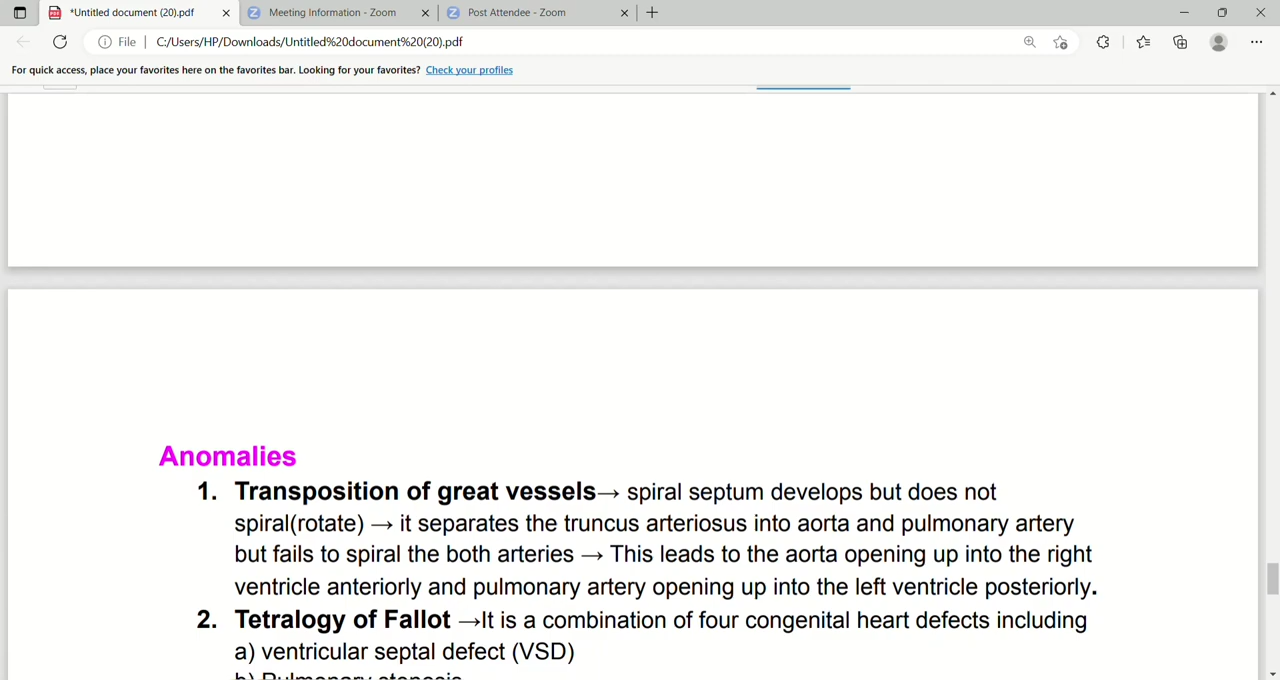 *Untitled document (20).pdf
Meeting Information - Zoom
Post Attendee - Zoom
File
C:/Users/HP/Downloads/Untitled%20document%20(20).pdf
For quick access, place your favorites here on the favorites bar. Looking for your favorites? Check your profiles
Anomalies
1. Transposition of great vessels→ spiral septum develops but does not
spiral(rotate) → it separates the truncus arteriosus into aorta and pulmonary artery
but fails to spiral the both arteries → This leads to the aorta opening up into the right
ventricle anteriorly and pulmonary artery opening up into the left ventricle posteriorly.
2. Tetralogy of Fallot →It is a combination of four congenital heart defects including
a) ventricular septal defect (VSD)
b) Pulmonary stenosis